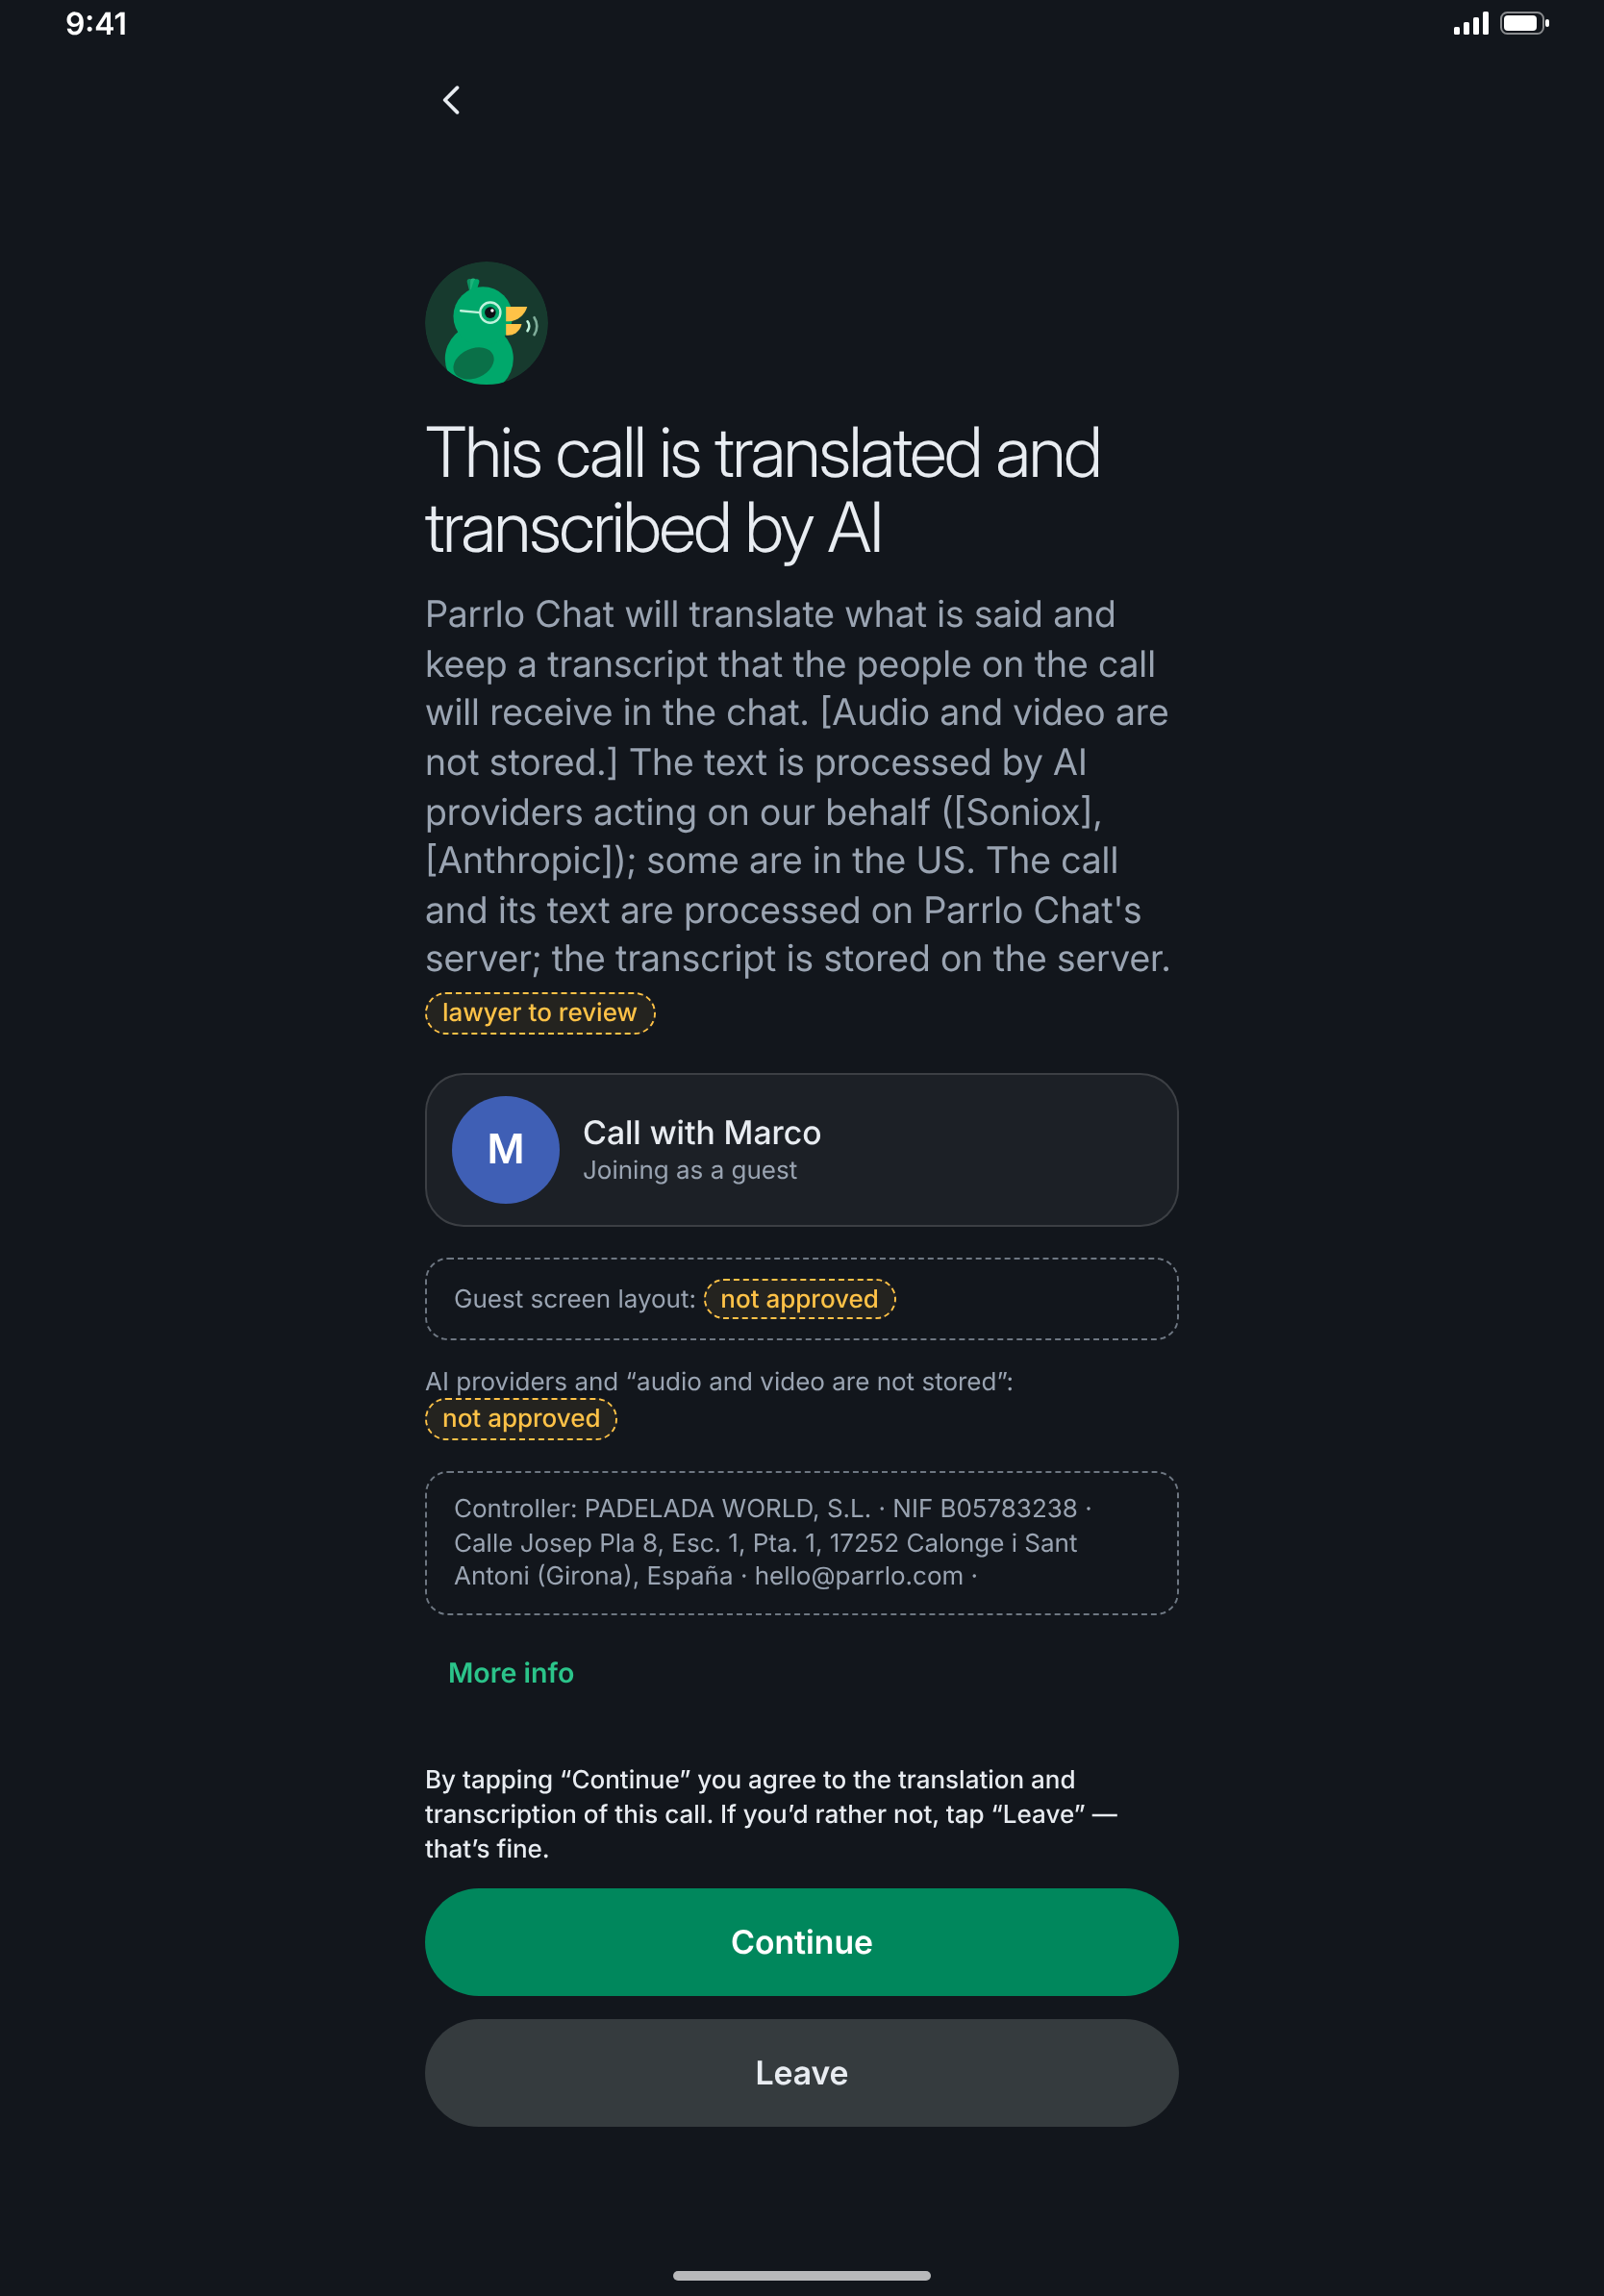 9:41
This call is translated and
transcribed by AI
Parrlo Chat will translate what is said and
keep a transcript that the people on the call
will receive in the chat. [Audio and video are
not stored.] The text is processed by AI
providers acting on our behalf ([Soniox],
[Anthropic]); some are in the US. The call
and its text are processed on Parrlo Chat's
server; the transcript is stored on the server.
lawyer to review
M
Call with Marco
Joining as a guest
Guest screen layout: not approved
AI providers and “audio and video are not stored”:
not approved
Controller: PADELADA WORLD, S.L. · NIF B05783238 ·
Calle Josep Pla 8, Esc. 1, Pta. 1, 17252 Calonge i Sant
Antoni (Girona), España · hello@parrlo.com ·
More info
By tapping “Continue” you agree to the translation and
transcription of this call. If you’d rather not, tap “Leave” —
that’s fine.
Continue
Leave